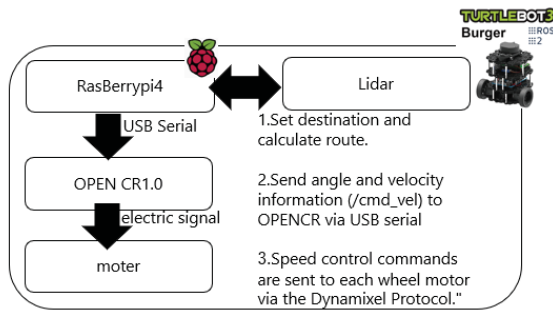 TURTLEBOT3
Burger
ROS
2
RasBerrypi4
Lidar
USB Serial
OPEN CR1.0
electric signal
moter
1.Set destination and
calculate route.
2.Send angle and velocity
information (/cmd_vel) to
OPENCR via USB serial
3.Speed control commands
are sent to each wheel motor
via the Dynamixel Protocol."